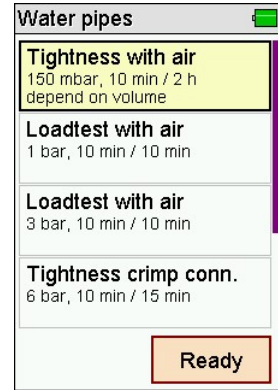 Water pipes
Tightness with air
150 mbar, 10 min / 2 h
depend on volume
Loadtest with air
1 bar, 10 min / 10 min
Loadtest with air
3 bar, 10 min / 10 min
Tightness crimp conn.
6 bar, 10 min / 15 min
Ready